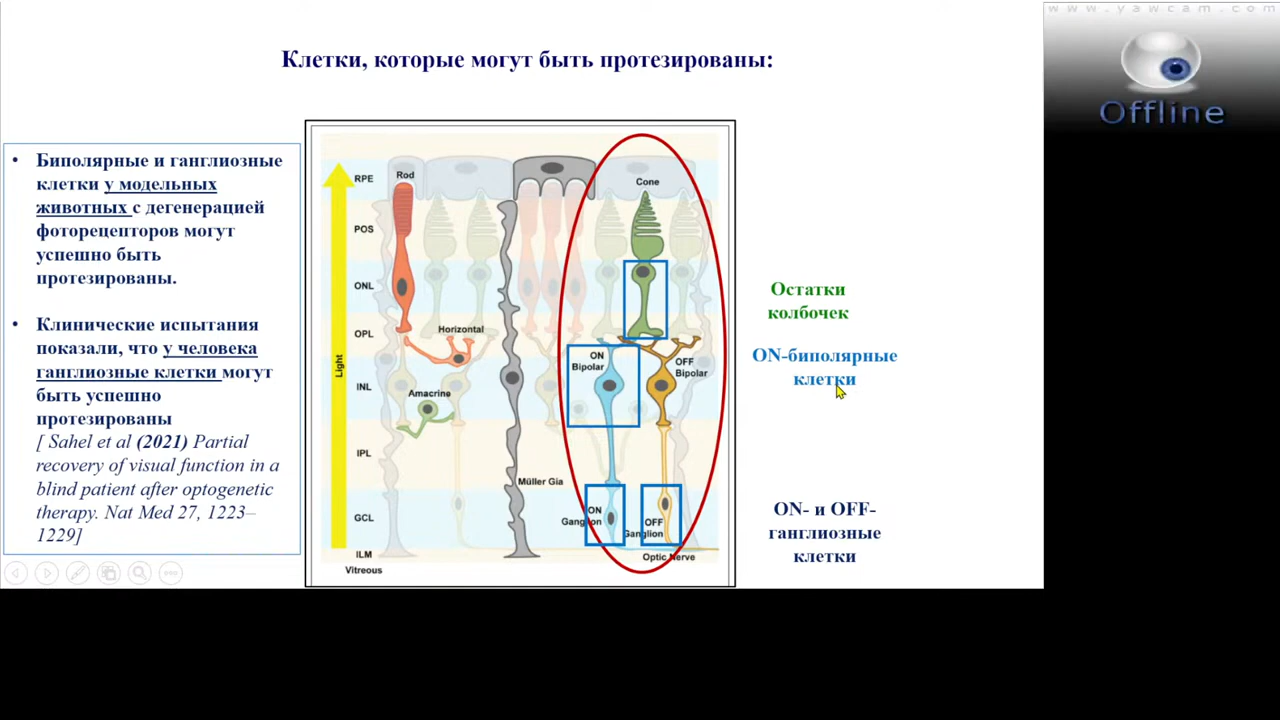 www.yawcam.com
Offline
Клетки, которые могут быть протезированы:
• Биполярные и ганглиозные
клетки у модельных
животных с дегенерацией
фоторецепторов могут
успешно быть
протезированы.
• Клинические испытания
показали, что у человека
ганглиозные клетки могут
быть успешно
протезированы
[ Sahel et al (2021) Partial
recovery of visual function in a
blind patient after optogenetic
therapy. Nat Med 27, 1223–
1229]
RPE
POS
ONL
OPL
INL
IPL
GCL
ILM
Vitreous
Light
Rod
Cone
Horizontal
Amacrine
ON
Bipolar
OFF
Bipolar
Müller Gia
ON
Ganglion
OFF
Ganglion
Optic Nerve
Остатки
колбочек
ON-биполярные
клетки
ON- и OFF-
ганглиозные
клетки